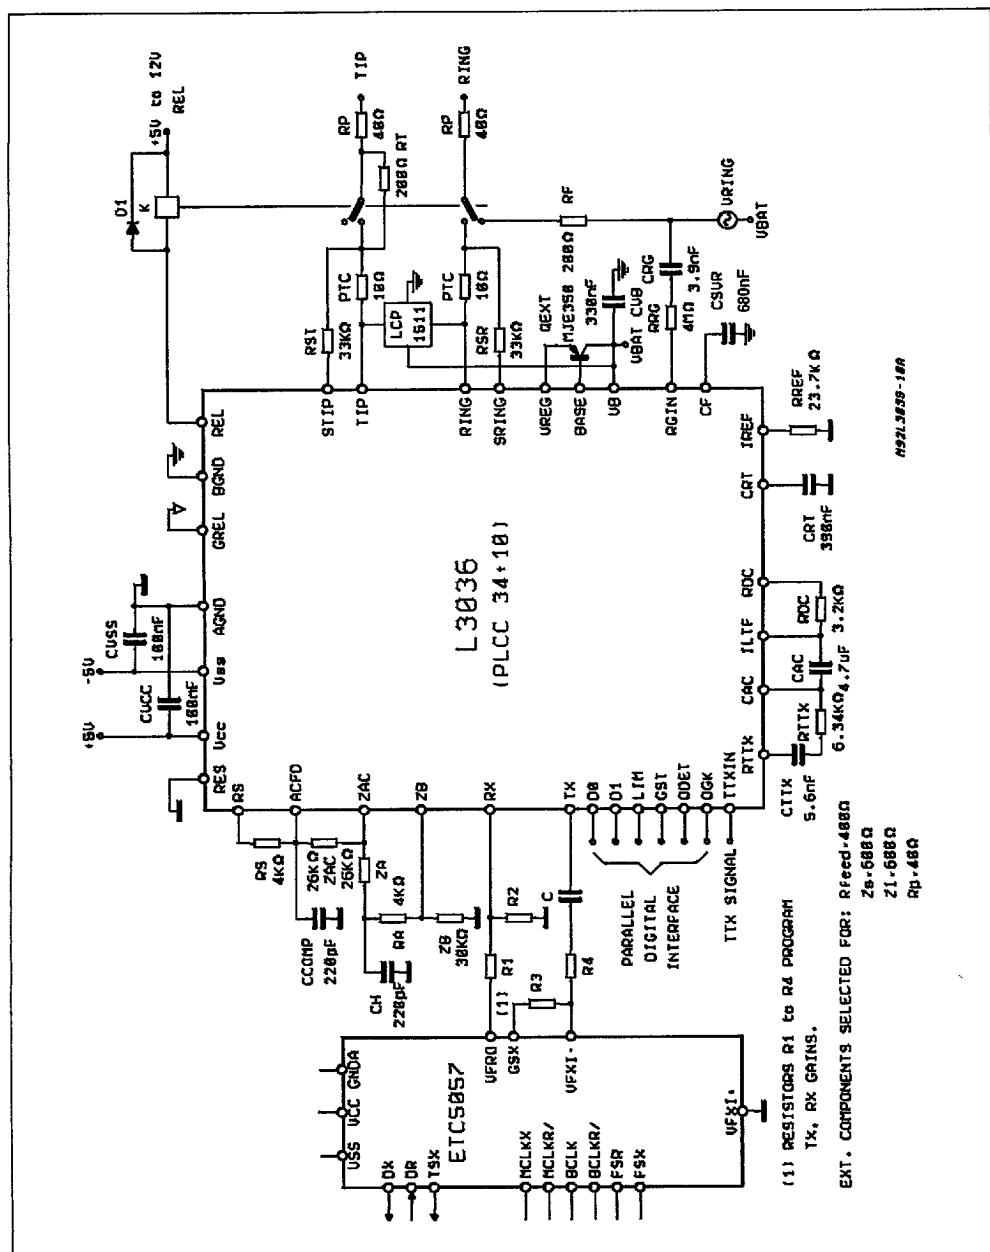 +5V to 12V
REL
D1
K
TIP
RING
RP
40Ω
RP
40Ω
200Ω RT
RST
33KΩ
PTC
10Ω
LCP
1511
PTC
10Ω
RSR
33KΩ
QEXT
MJE350
200Ω
RF
330nF
VBAT CVB
CRG
3.9nF
RRG
4MΩ
CSVR
680nF
VRING
VBAT
STIP
TIP
RING
SRING
VREG
BASE
VB
RGIN
CF
REL
BGND
GREL
AGND
Vss
Vcc
RES
-5V
+5V
CVSS
100nF
CVCC
100nF
L3036
(PLCC 34+10)
IREF
CRT
RDC
ILTF
CAC
RTTX
RREF
23.7KΩ
CRT
390nF
RDC
3.2KΩ
CAC
4.7uF
RTTX
6.34KΩ
CTTX
5.6nF
M92L3039-10A
RS
ACFD
ZAC
ZB
RX
TX
D0
D1
LIM
GST
ODET
OGK
TTXIN
RS
4KΩ
26KΩ
ZAC
26KΩ
ZA
4KΩ
RA
CCOMP
220pF
CH
220pF
ZB
30KΩ
R2
R1
(1)
R3
R4
C
PARALLEL
DIGITAL
INTERFACE
TTX SIGNAL
VFRO
GSX
VFXI-
ETC5057
VSS
VCC
GNDA
DX
DR
TSX
MCLKX
MCLKR/
BCLK
BCLKR/
FSR
FSX
VFXI+
(1) RESISTORS R1 to R4 PROGRAM
TX, RX GAINS.
EXT. COMPONENTS SELECTED FOR: Rfeed=400Ω
Zs=600Ω
Zl=600Ω
Rp=40Ω